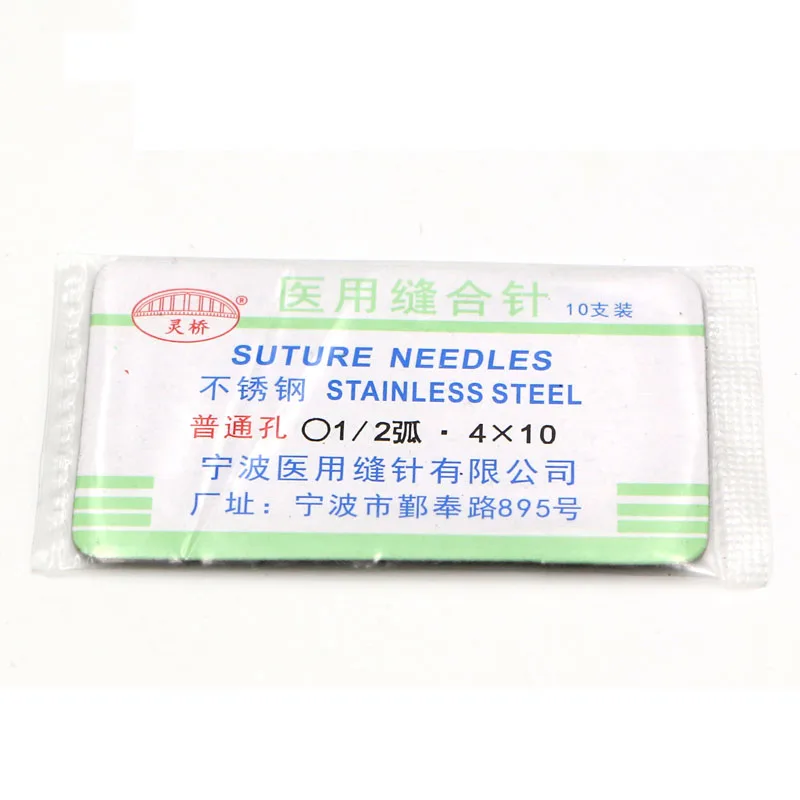 医用缝合针 10支装
灵桥®
SUTURE NEEDLES
不锈钢 STAINLESS STEEL
普通孔 ○1/2弧 · 4×10
宁波医用缝针有限公司
厂址：宁波市鄞奉路895号